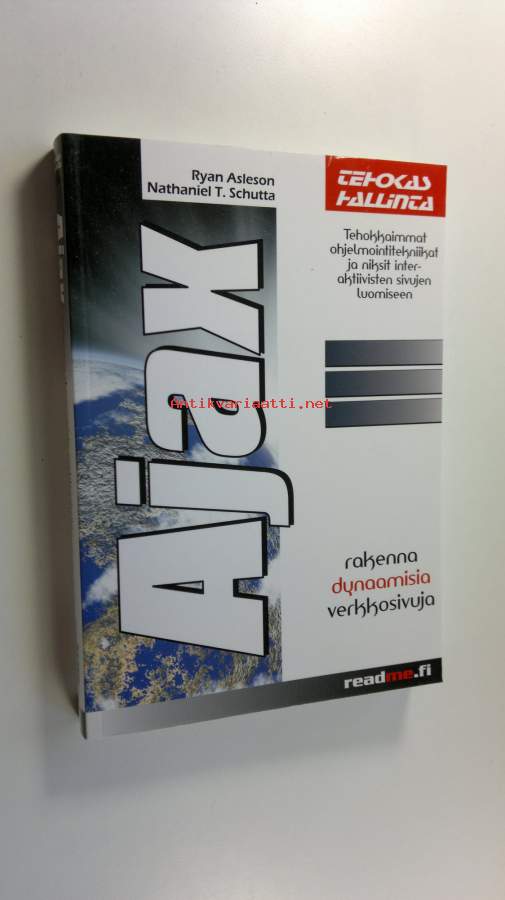 Ryan Asleson
Nathaniel T. Schutta
TEHOKAS
HALLINTA
Tehokkaimmat
ohjelmointitekniikat
ja niksit inter-
aktiivisten sivujen
luomiseen
Ajax
Ajax
antikvariaatti.net
rakenna
dynaamisia
verkkosivuja
readme.fi